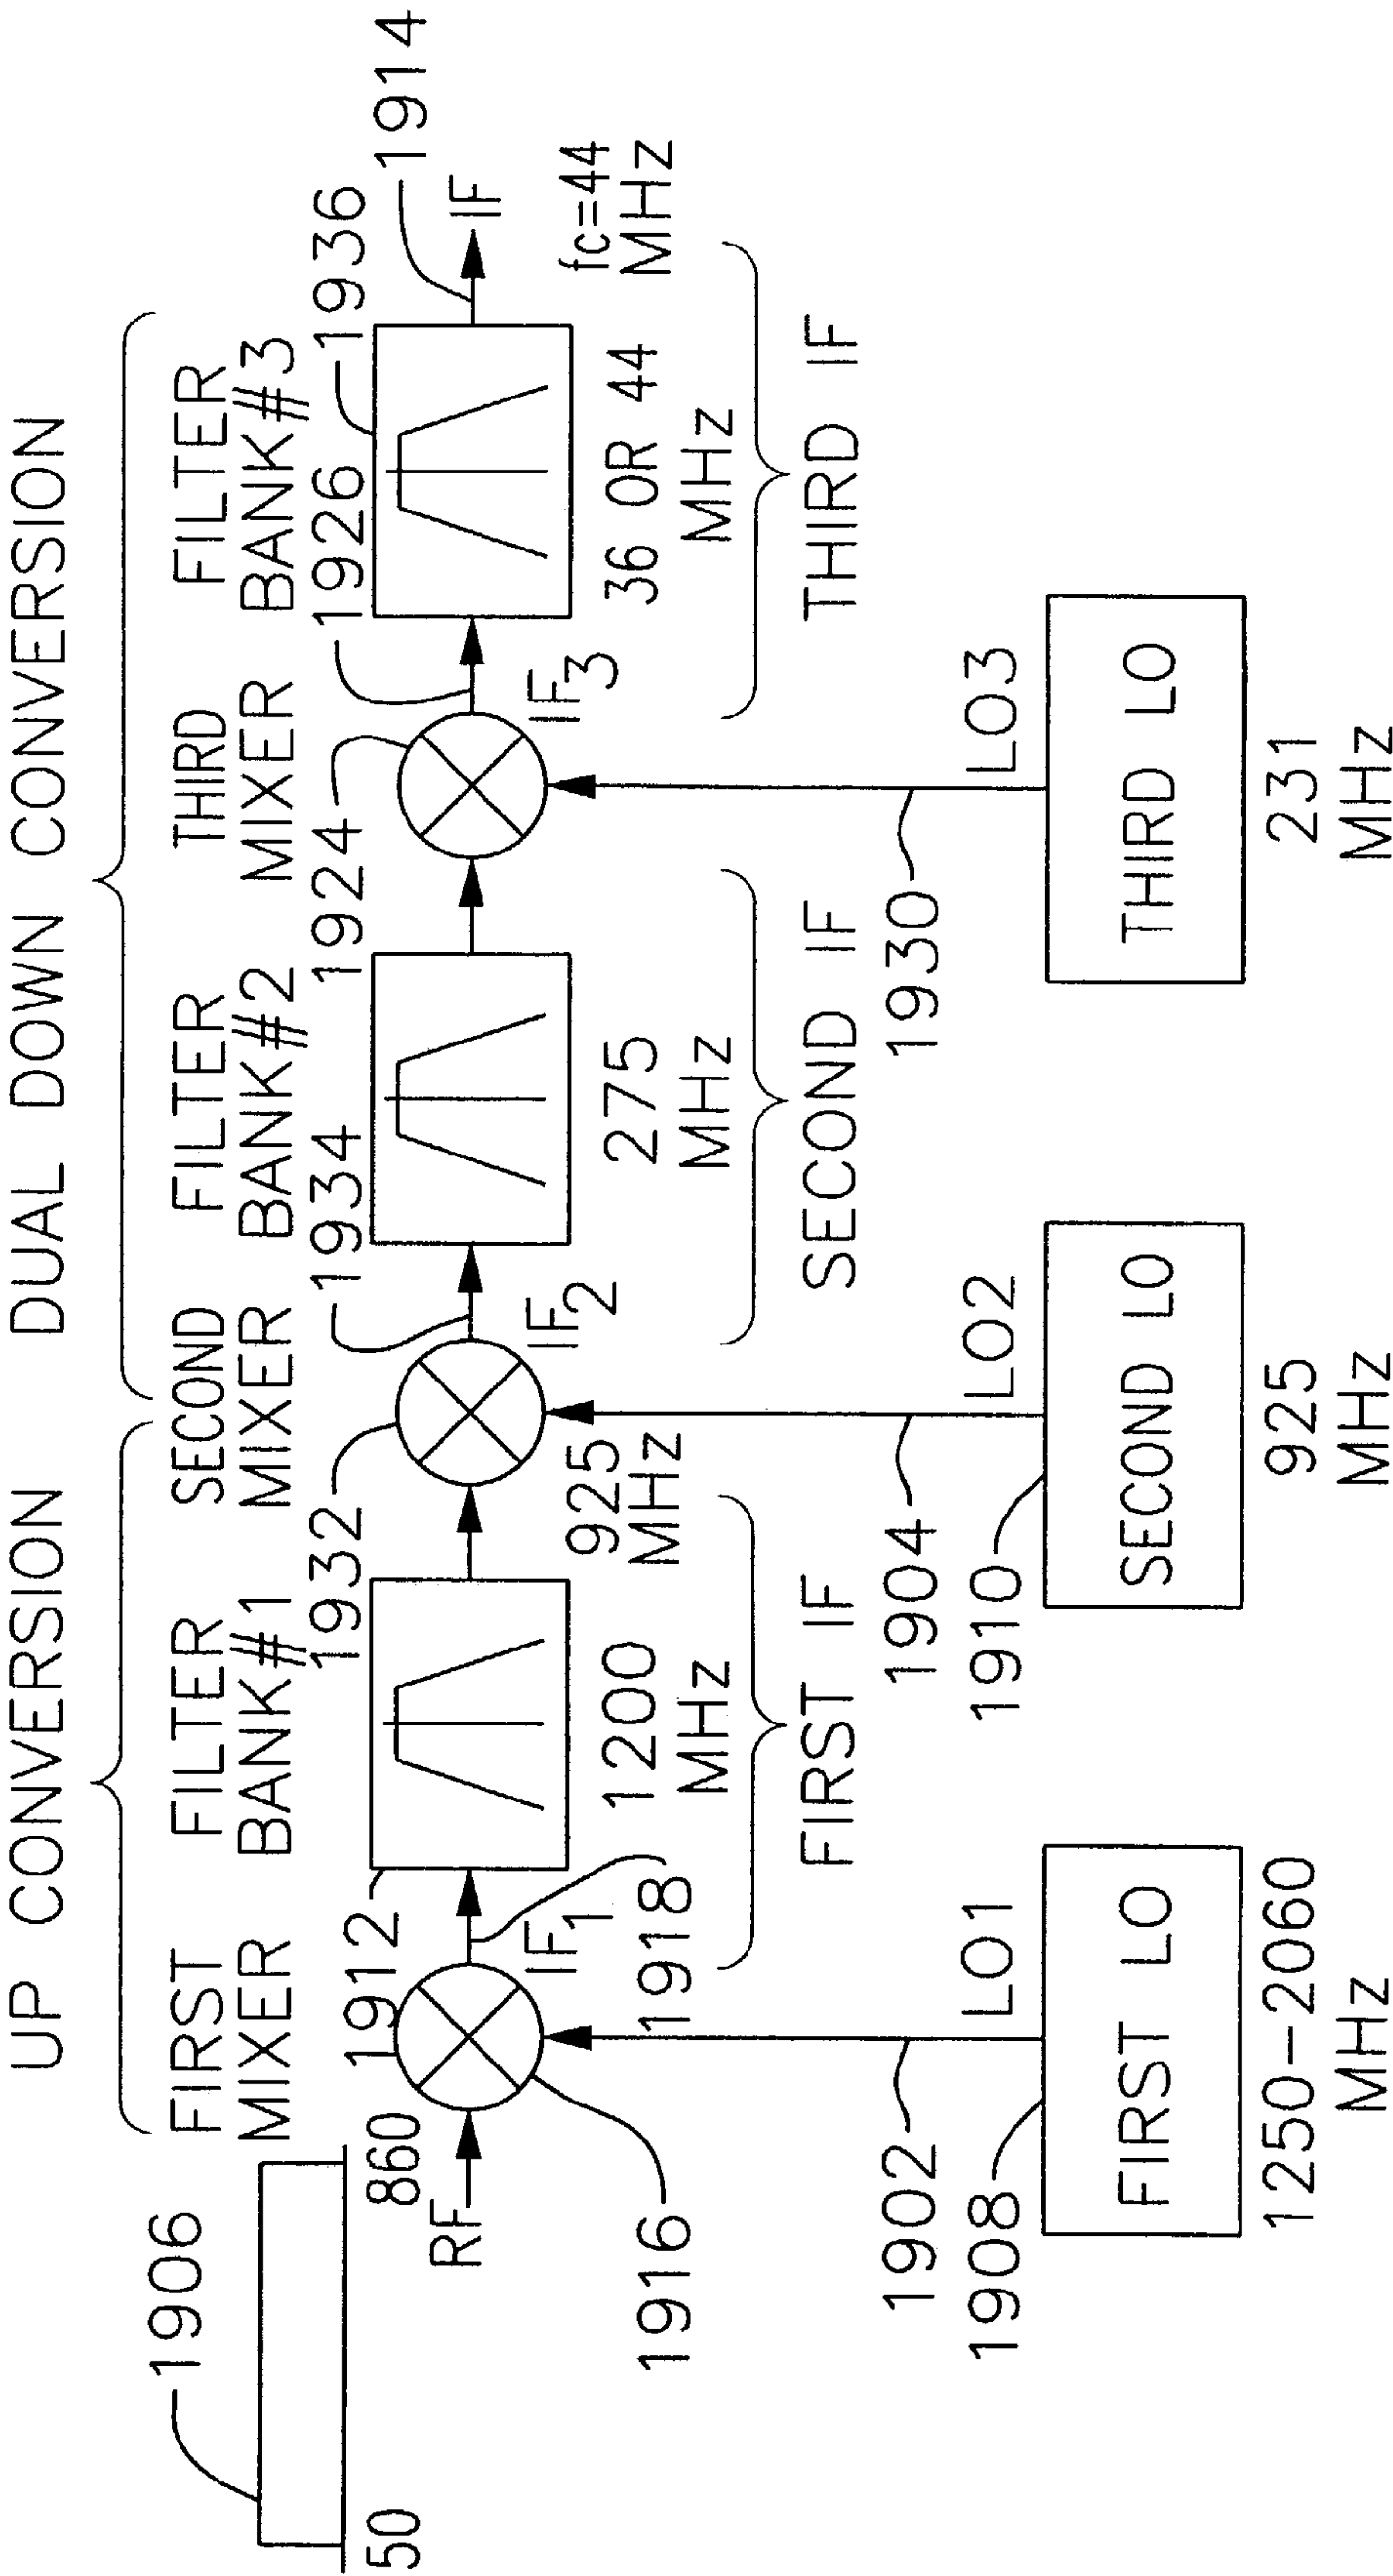 UP CONVERSION
DUAL DOWN CONVERSION
1906
50
860
FIRST
MIXER
FILTER
BANK#1
SECOND
MIXER
FILTER
BANK#2
THIRD
MIXER
FILTER
BANK#3
1912
1932
1934
1924
1926
1936
1914
RF
IF
1916
IF1
1918
1200
MHz
925
MHz
IF2
275
MHz
IF3
36 OR 44
MHz
fc=44
MHz
FIRST IF
SECOND IF
THIRD IF
1902
1908
LO1
1904
1910
LO2
1930
LO3
FIRST LO
SECOND LO
THIRD LO
1250-2060
MHz
925
MHz
231
MHz